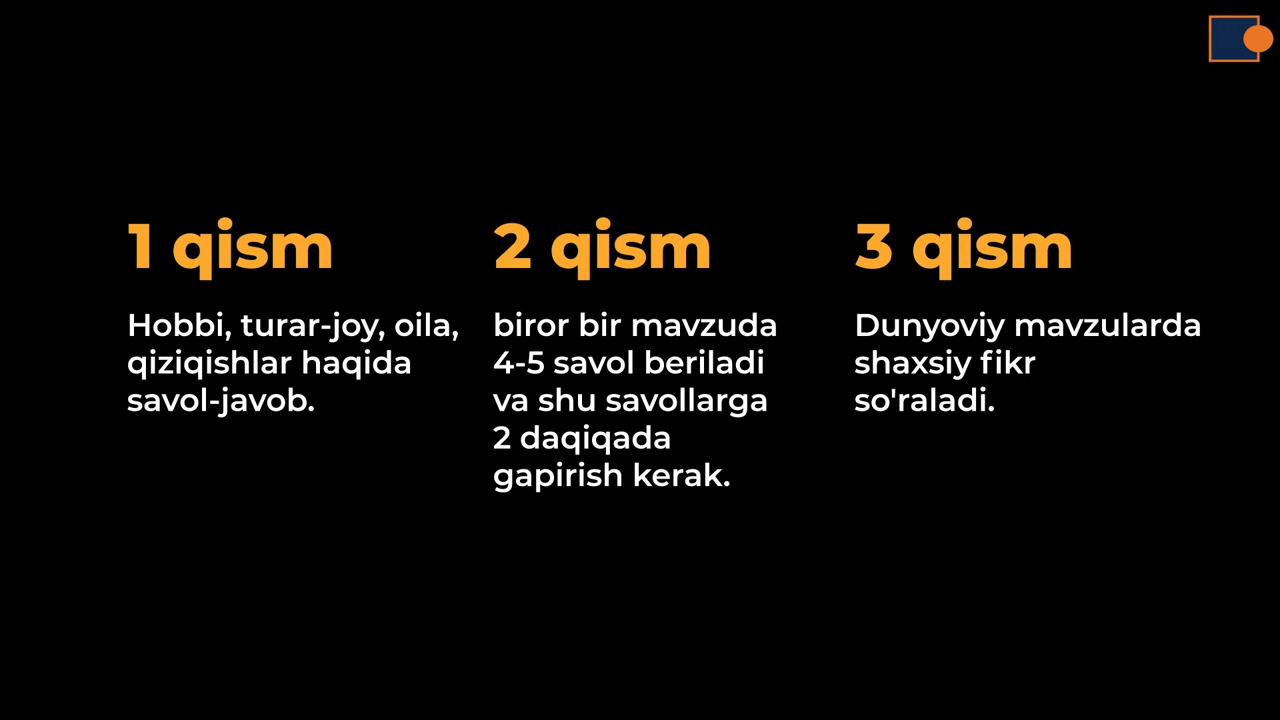 1 qism
Hobbi, turar-joy, oila,
qiziqishlar haqida
savol-javob.
2 qism
biror bir mavzuda
4-5 savol beriladi
va shu savollarga
2 daqiqada
gapirish kerak.
3 qism
Dunyoviy mavzularda
shaxsiy fikr
so'raladi.